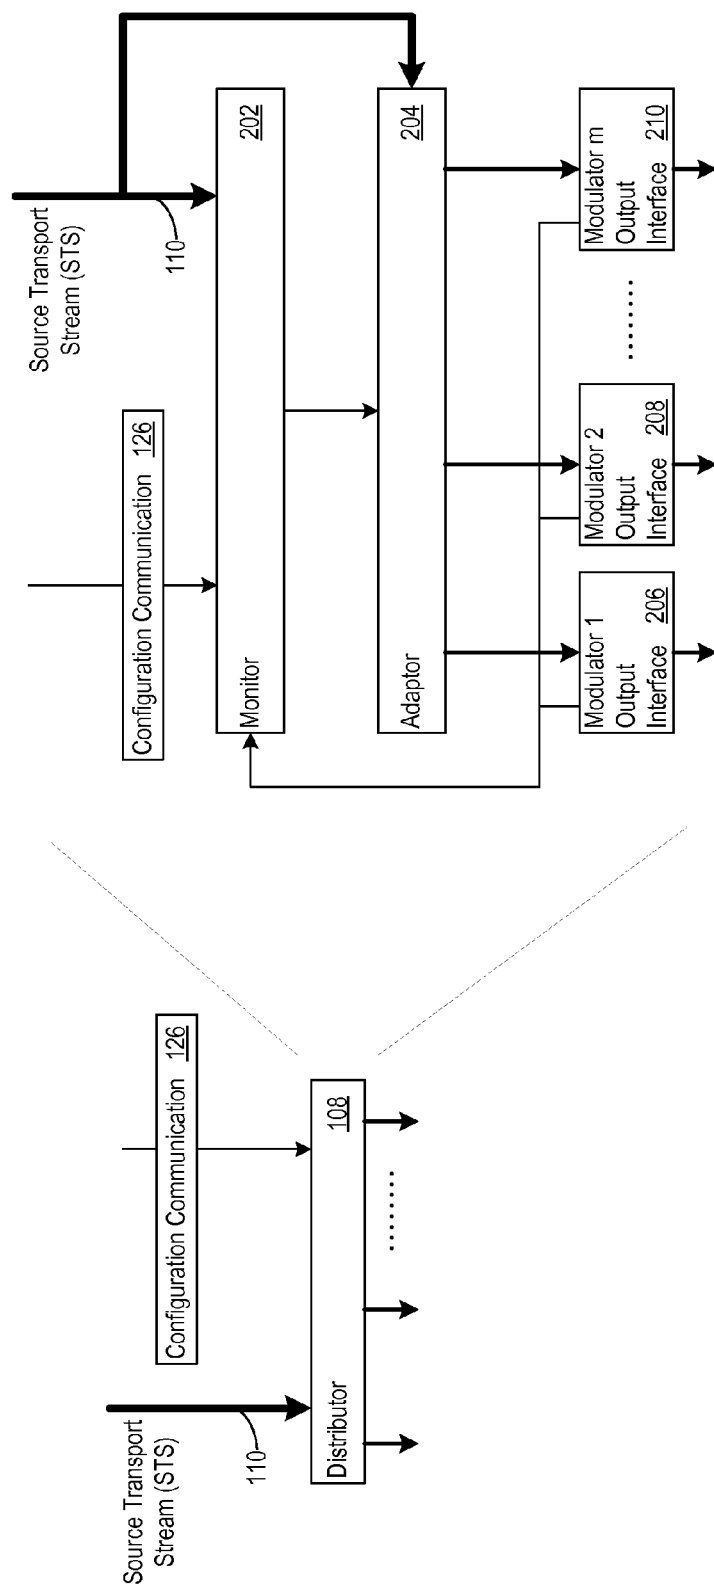 Source Transport
Stream (STS)
110
Configuration Communication 126
Distributor 108
Source Transport
Stream (STS)
110
Configuration Communication 126
Monitor 202
Adaptor 204
Modulator 1
Output
Interface 206
Modulator 2
Output
Interface 208
Modulator m
Output
Interface 210